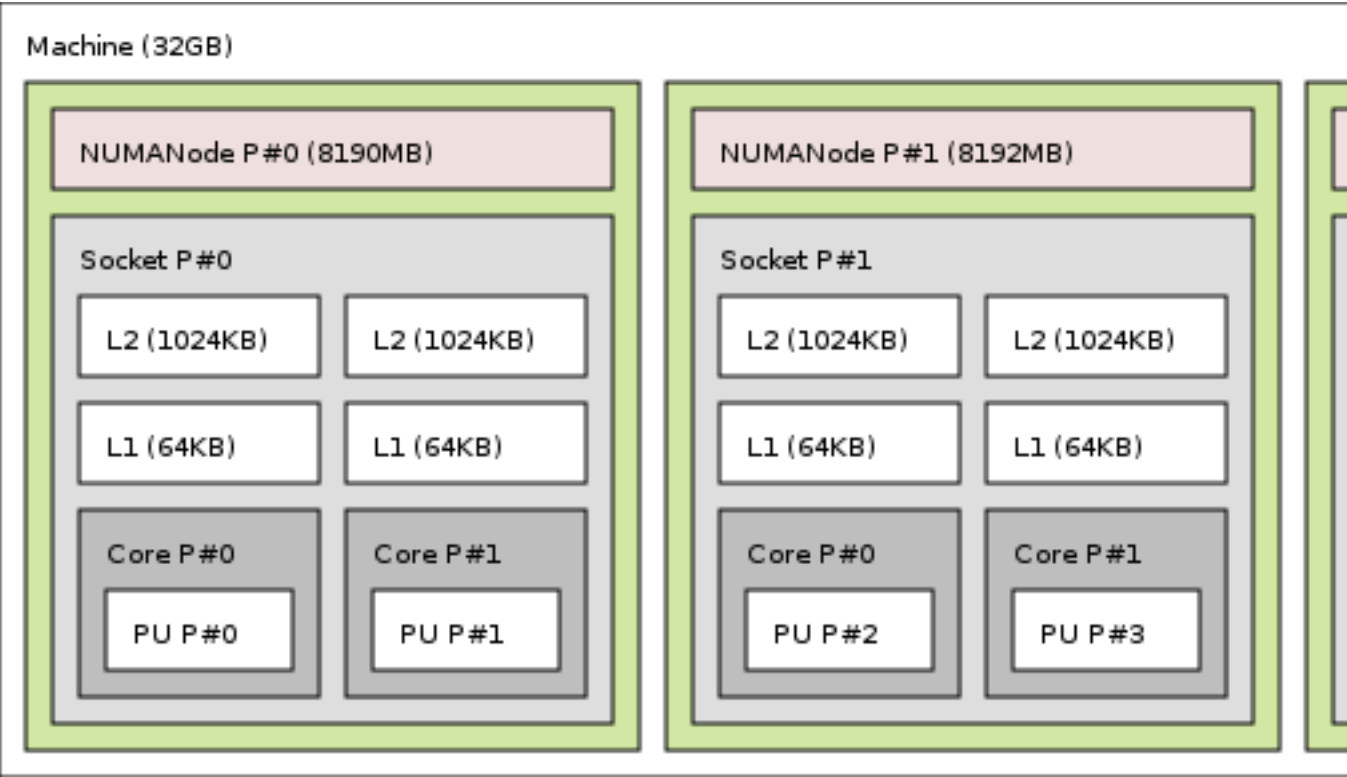 Machine (32GB)
NUMANode P#0 (8190MB)
Socket P#0
L2 (1024KB)
L2 (1024KB)
L1 (64KB)
L1 (64KB)
Core P#0
Core P#1
PU P#0
PU P#1
NUMANode P#1 (8192MB)
Socket P#1
L2 (1024KB)
L2 (1024KB)
L1 (64KB)
L1 (64KB)
Core P#0
Core P#1
PU P#2
PU P#3